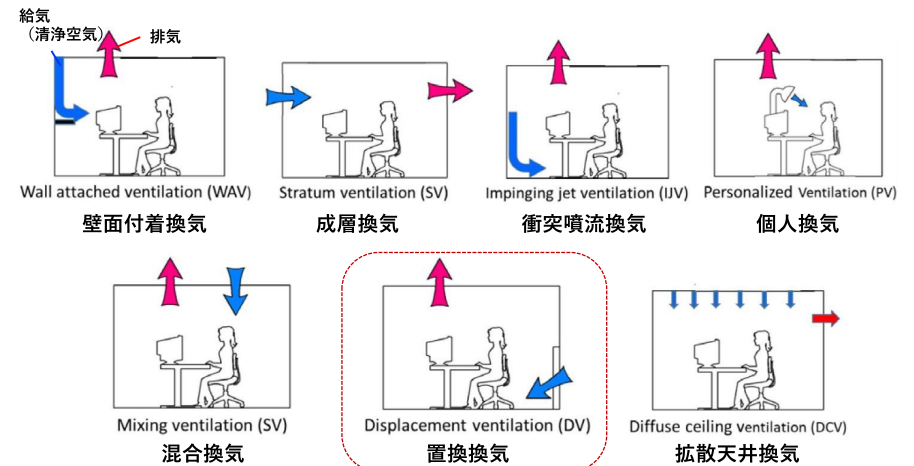 給気
（清浄空気）
排気
Wall attached ventilation (WAV)
壁面付着換気
Stratum ventilation (SV)
成層換気
Impinging jet ventilation (IJV)
衝突噴流換気
Personalized Ventilation (PV)
個人換気
Mixing ventilation (SV)
混合換気
Displacement ventilation (DV)
置換換気
Diffuse ceiling ventilation (DCV)
拡散天井換気